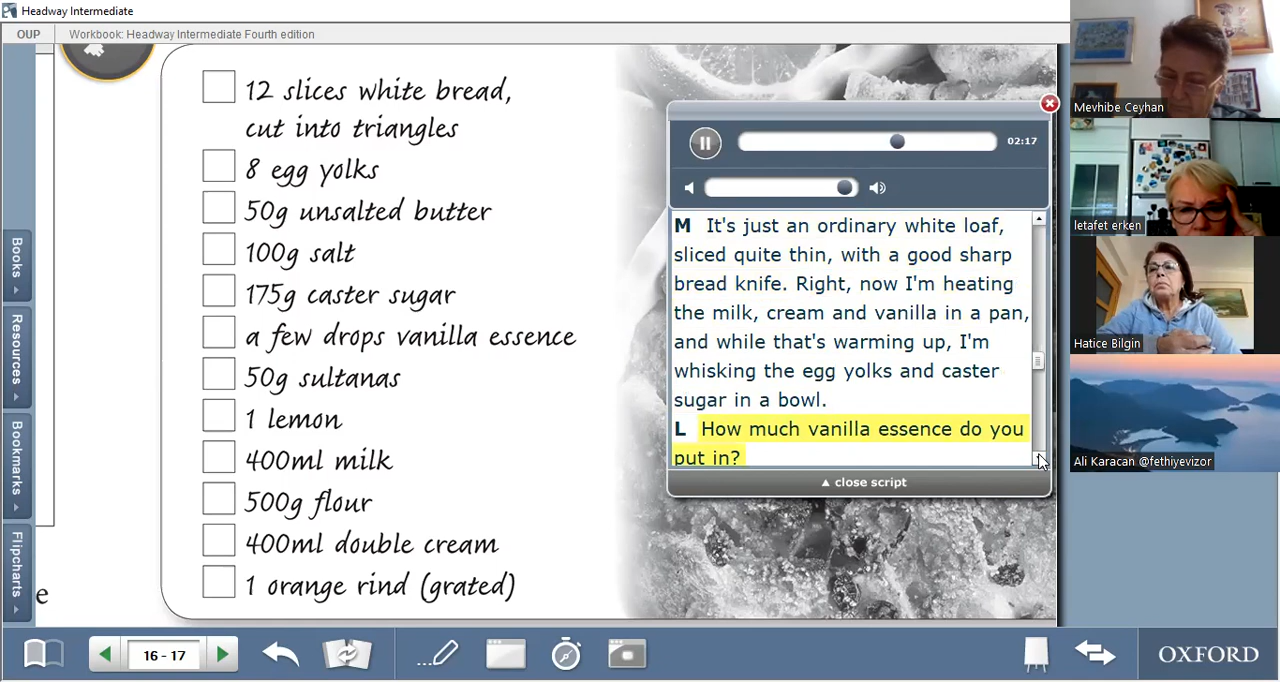 Headway Intermediate
OUP
Workbook: Headway Intermediate Fourth edition
12 slices white bread,
cut into triangles
8 egg yolks
50g unsalted butter
100g salt
175g caster sugar
a few drops vanilla essence
50g sultanas
1 lemon
400ml milk
500g flour
400ml double cream
1 orange rind (grated)
e
02:17
M It's just an ordinary white loaf,
sliced quite thin, with a good sharp
bread knife. Right, now I'm heating
the milk, cream and vanilla in a pan,
and while that's warming up, I'm
whisking the egg yolks and caster
sugar in a bowl.
L How much vanilla essence do you
put in?
close script
Books
Resources
Bookmarks
Flipcharts
16 - 17
OXFORD
Mevhibe Ceyhan
letafet erken
Hatice Bilgin
Ali Karacan @fethiyevizor